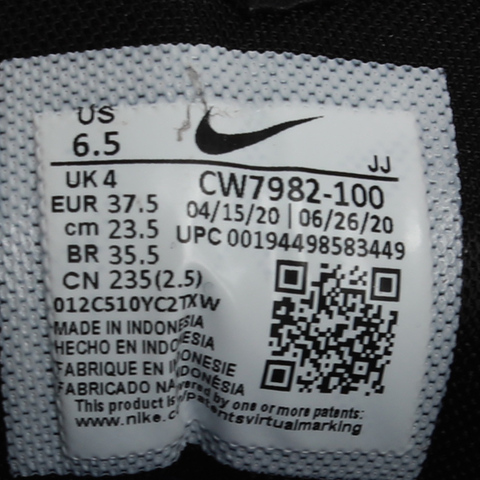 US
6.5
JJ
UK 4
EUR 37.5
cm 23.5
BR 35.5
CN 235(2.5)
CW7982-100
04/15/20 | 06/26/20
UPC 00194498583449
012C510YC2TXW
MADE IN INDONESIA
HECHO EN INDONESIA
FABRIQUE EN INDONESIE
FABRICADO NA INDONÉSIA
This product is covered by one or more patents:
www.nike.com/patentsvirtualmarking